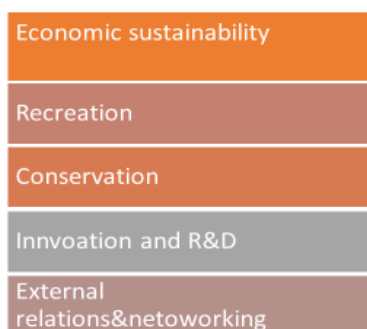 Economic sustainability
Recreation
Conservation
Innvoation and R&D
External
relations&netoworking